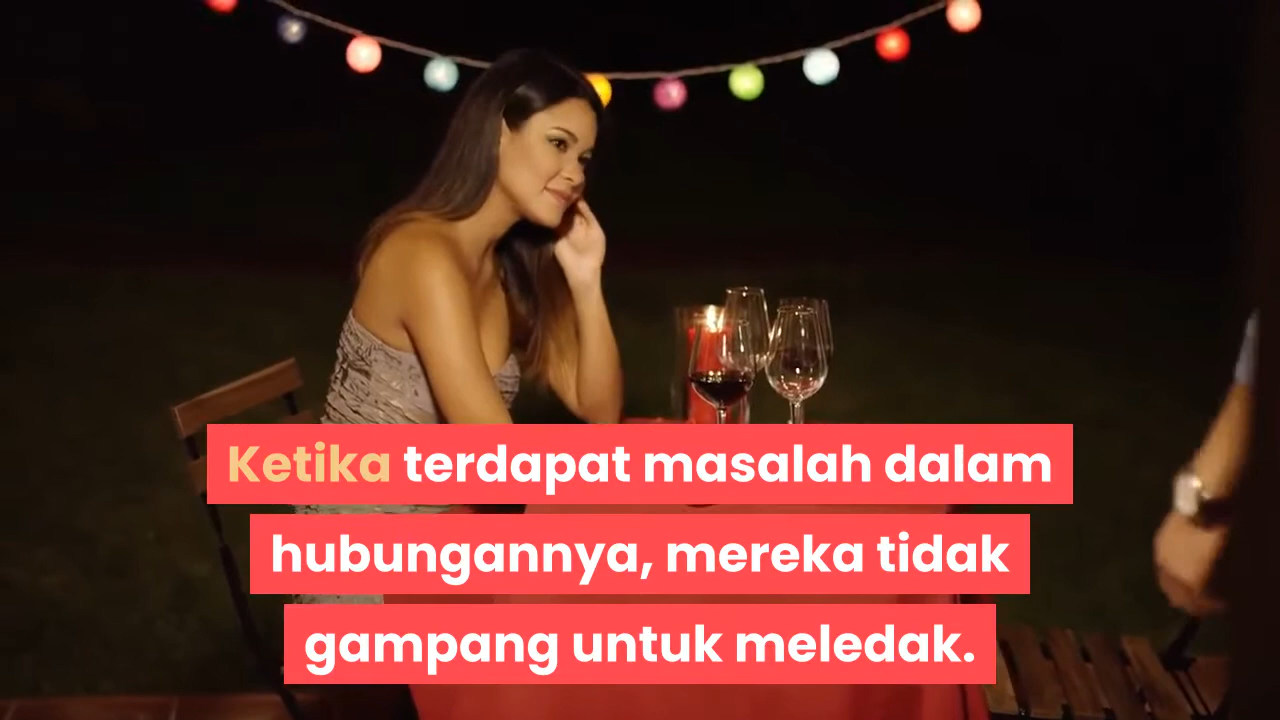 Ketika terdapat masalah dalam
hubungannya, mereka tidak
gampang untuk meledak.